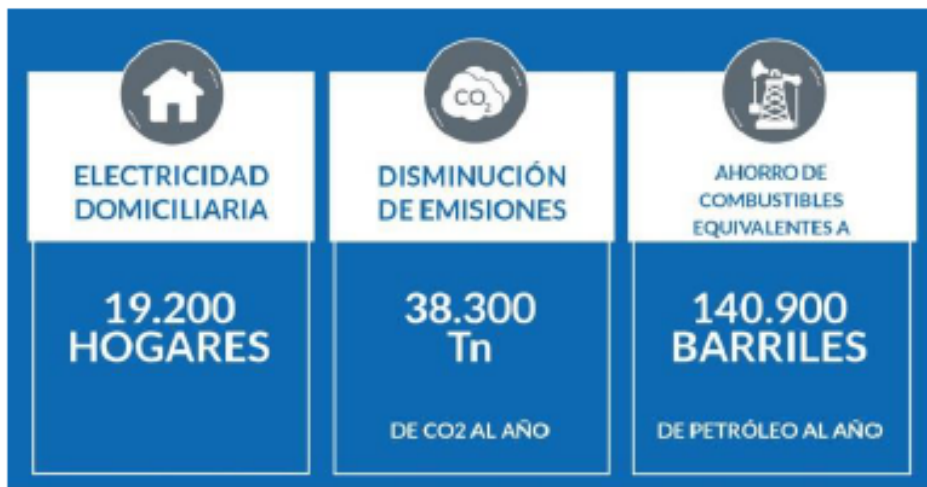 CO2
ELECTRICIDAD
DOMICILIARIA
19.200
HOGARES
DISMINUCIÓN
DE EMISIONES
38.300
Tn
DE CO2 AL AÑO
AHORRO DE
COMBUSTIBLES
EQUIVALENTES A
140.900
BARRILES
DE PETRÓLEO AL AÑO